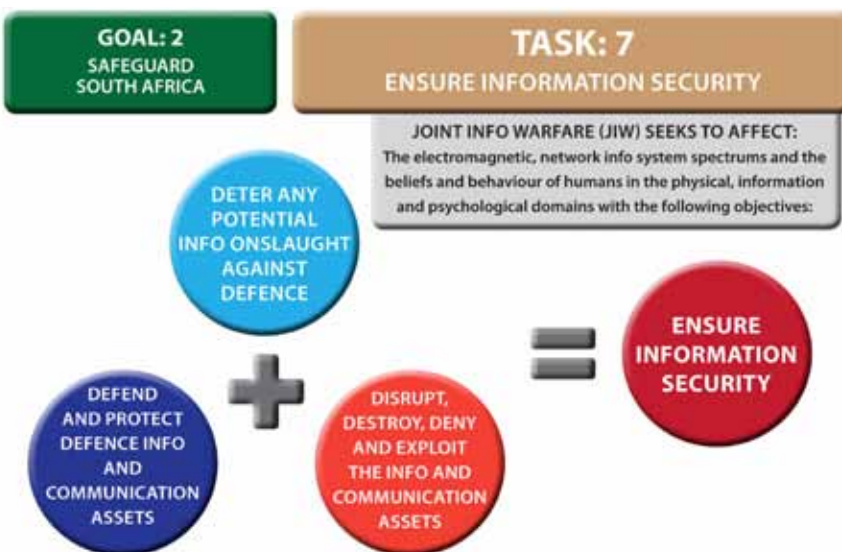 GOAL: 2
SAFEGUARD
SOUTH AFRICA
TASK: 7
ENSURE INFORMATION SECURITY
JOINT INFO WARFARE (JIW) SEEKS TO AFFECT:
The electromagnetic, network info system spectrums and the
beliefs and behaviour of humans in the physical, information
and psychological domains with the following objectives:
DETER ANY
POTENTIAL
INFO ONSLAUGHT
AGAINST
DEFENCE
DEFEND
AND PROTECT
DEFENCE INFO
AND
COMMUNICATION
ASSETS
+
DISRUPT,
DESTROY, DENY
AND EXPLOIT
THE INFO AND
COMMUNICATION
ASSETS
=
ENSURE
INFORMATION
SECURITY